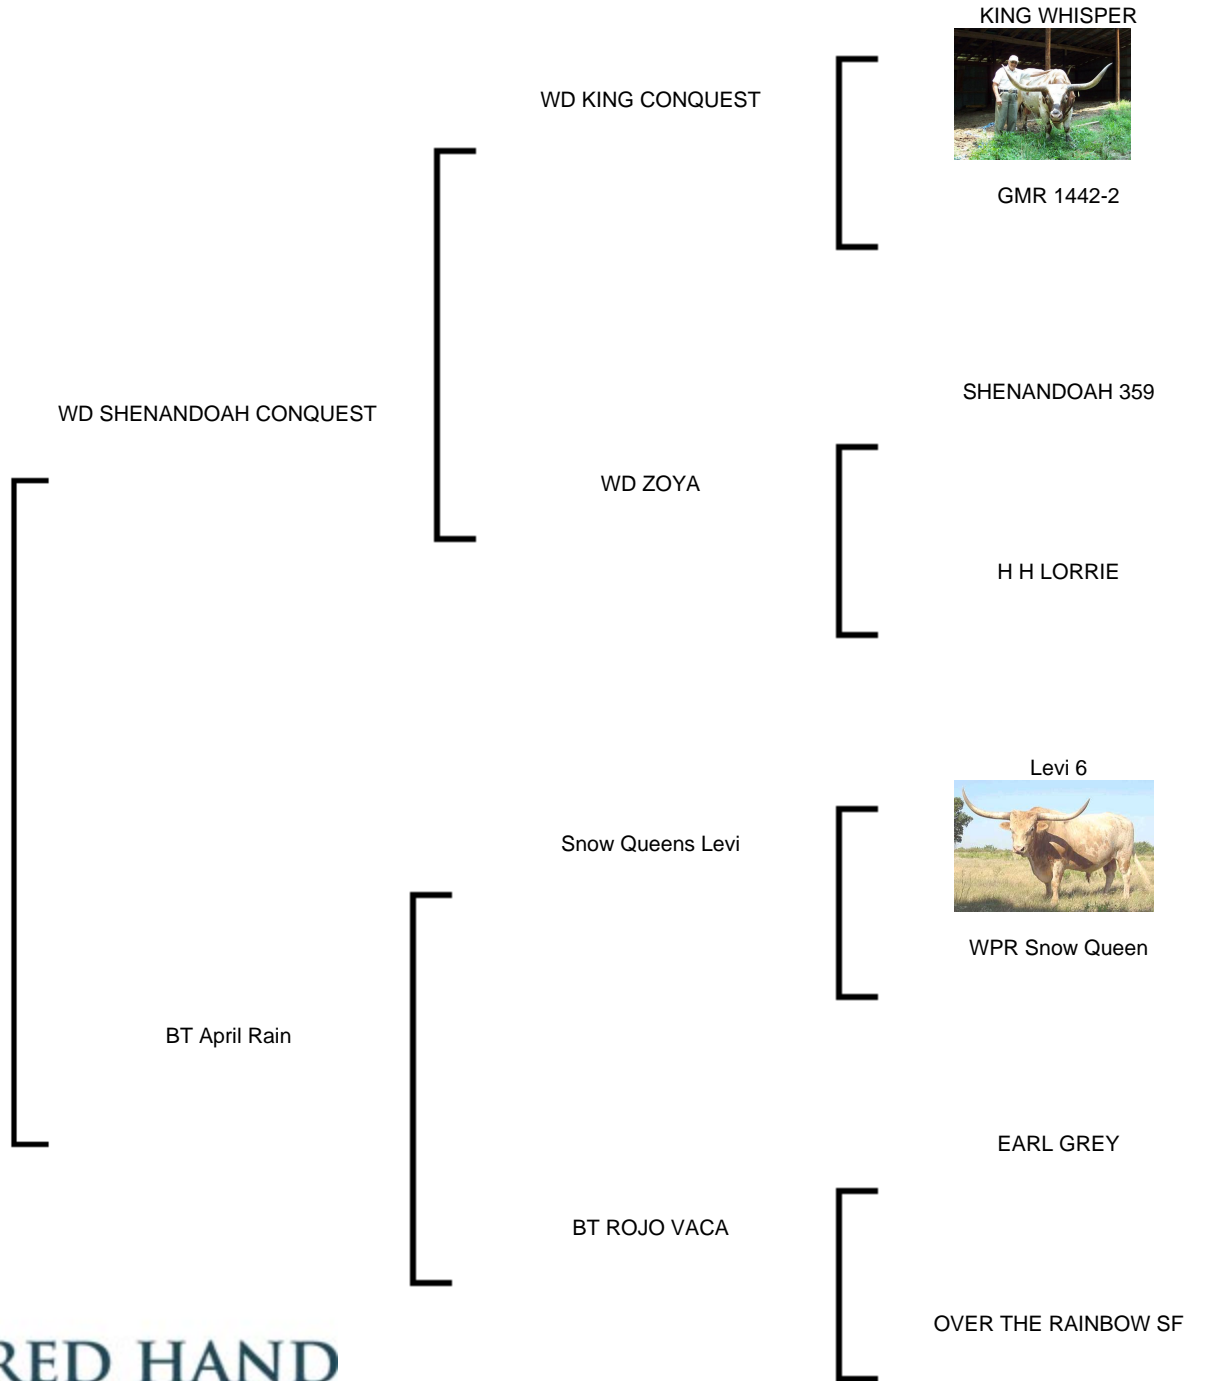 KING WHISPER
WD KING CONQUEST
GMR 1442-2
SHENANDOAH 359
WD SHENANDOAH CONQUEST
WD ZOYA
H H LORRIE
Levi 6
Snow Queens Levi
WPR Snow Queen
BT April Rain
EARL GREY
BT ROJO VACA
OVER THE RAINBOW SF
RED HAND